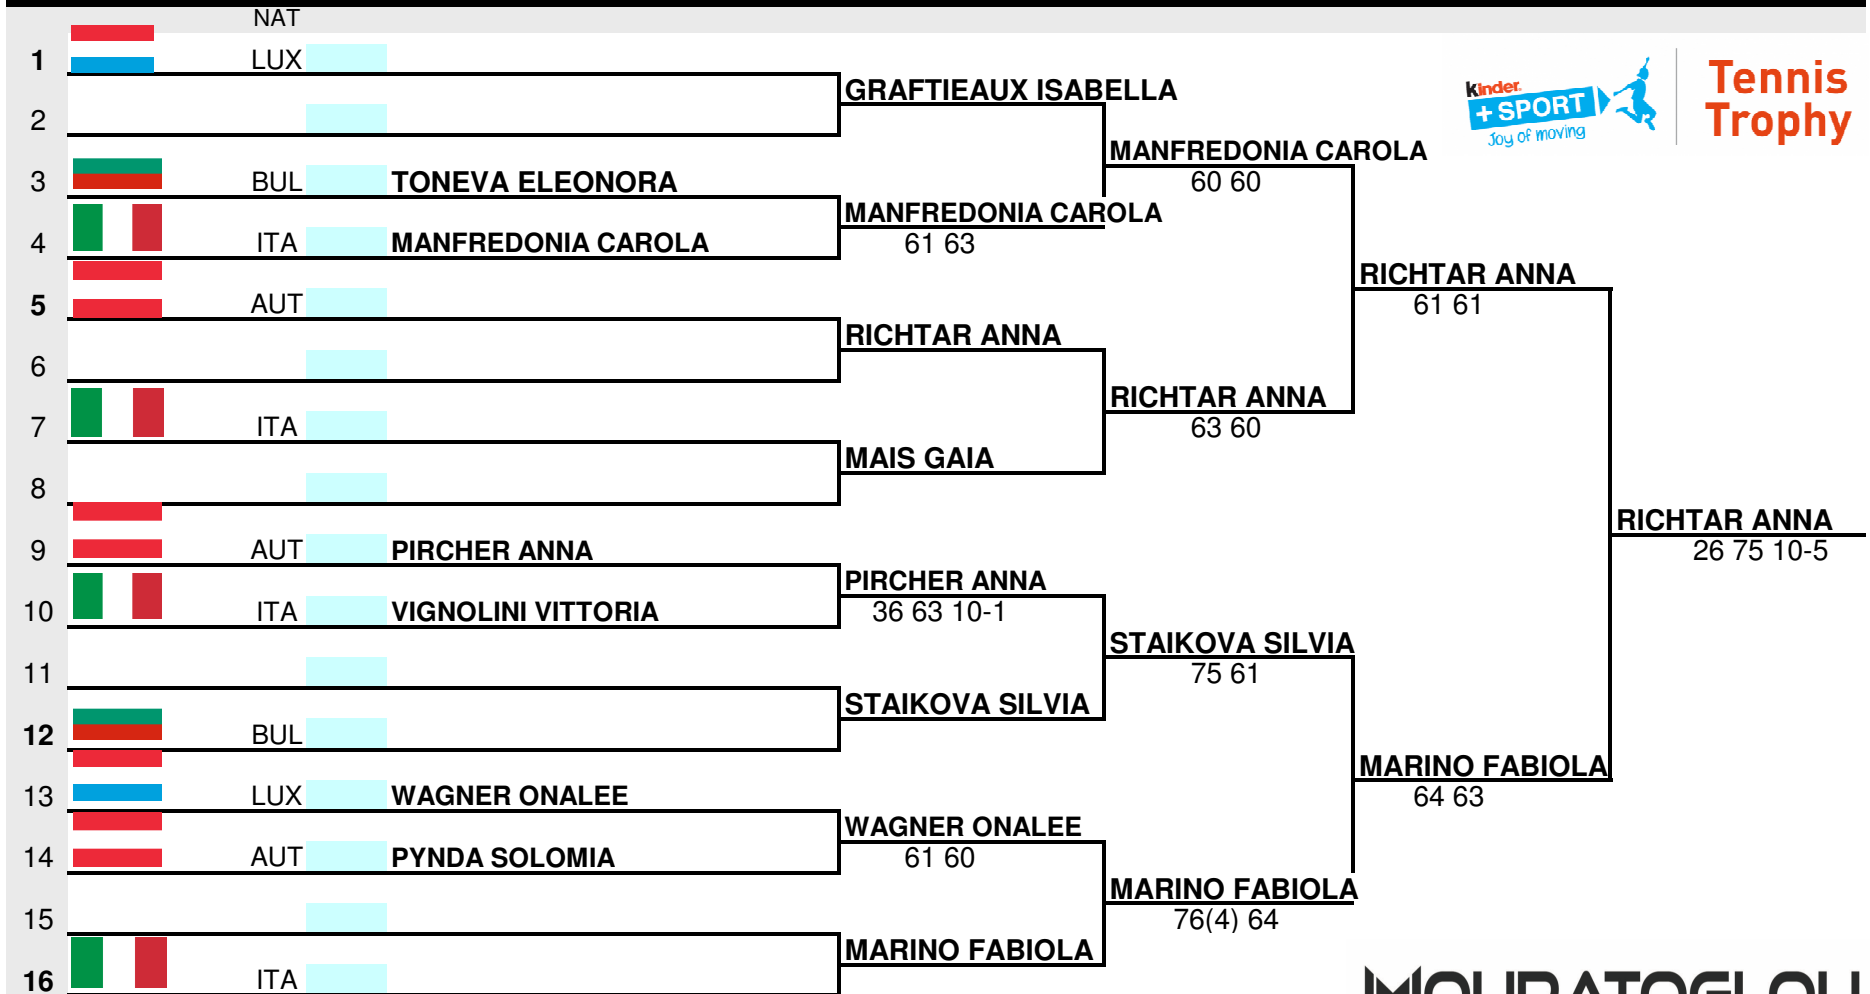 NAT
1 LUX
GRAFTIEAUX ISABELLA
kinder.
+ SPORT
Joy of moving
Tennis
Trophy
2
MANFREDONIA CAROLA
3 BUL TONEVA ELEONORA
60 60
MANFREDONIA CAROLA
4 ITA MANFREDONIA CAROLA
61 63
RICHTAR ANNA
5 AUT
61 61
RICHTAR ANNA
6
RICHTAR ANNA
7 ITA
63 60
MAIS GAIA
8
RICHTAR ANNA
9 AUT PIRCHER ANNA
26 75 10-5
PIRCHER ANNA
10 ITA VIGNOLINI VITTORIA
36 63 10-1
STAIKOVA SILVIA
11
75 61
STAIKOVA SILVIA
12 BUL
MARINO FABIOLA
13 LUX WAGNER ONALEE
64 63
WAGNER ONALEE
14 AUT PYNDA SOLOMIA
61 60
MARINO FABIOLA
15
76(4) 64
MARINO FABIOLA
16 ITA
MOURATOGLOU